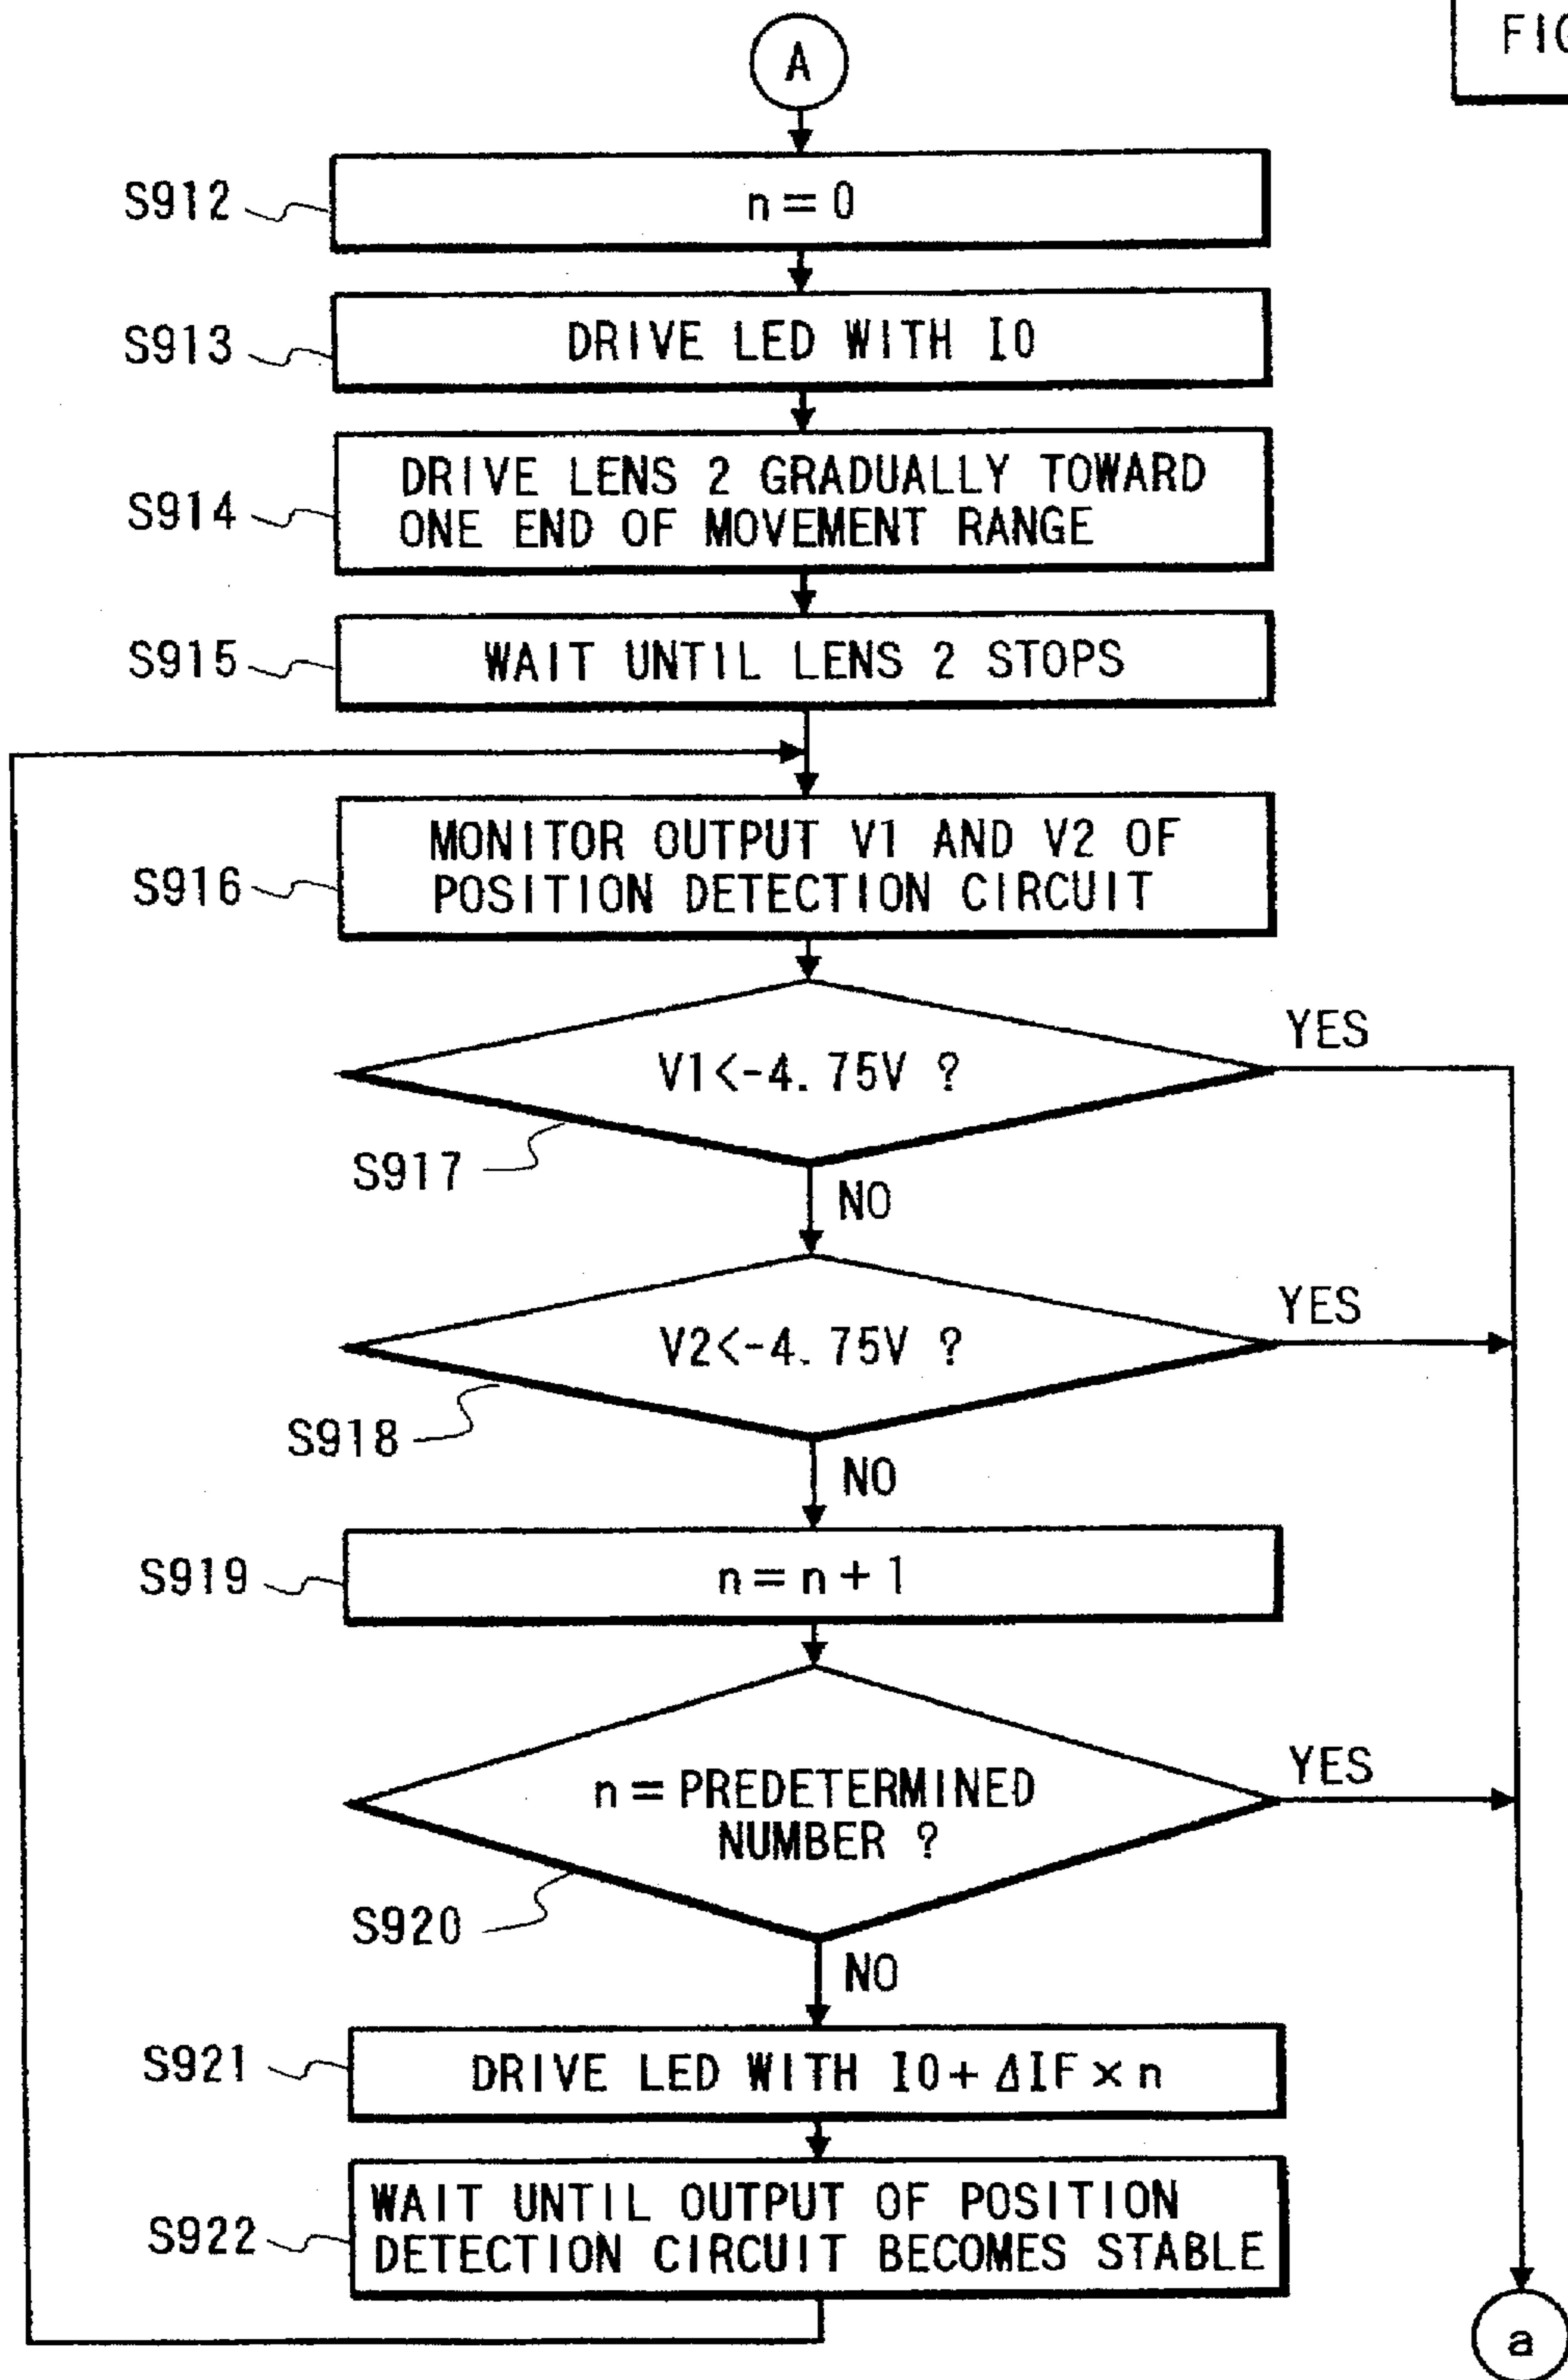 FIG
A
S912
n=0
S913
DRIVE LED WITH I0
S914
DRIVE LENS 2 GRADUALLY TOWARD
ONE END OF MOVEMENT RANGE
S915
WAIT UNTIL LENS 2 STOPS
S916
MONITOR OUTPUT V1 AND V2 OF
POSITION DETECTION CIRCUIT
V1<-4.75V ?
YES
S917
NO
V2<-4.75V ?
YES
S918
NO
S919
n=n+1
n=PREDETERMINED
NUMBER ?
YES
S920
NO
S921
DRIVE LED WITH I0+ΔIF×n
S922
WAIT UNTIL OUTPUT OF POSITION
DETECTION CIRCUIT BECOMES STABLE
a